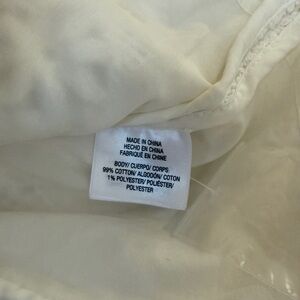 MADE IN CHINA
HECHO EN CHINA
FABRIQUÉ EN CHINE
BODY/ CUERPO/ CORPS
99% COTTON/ ALGODÓN/ COTON
1% POLYESTER/ POLIÉSTER/
POLYESTER